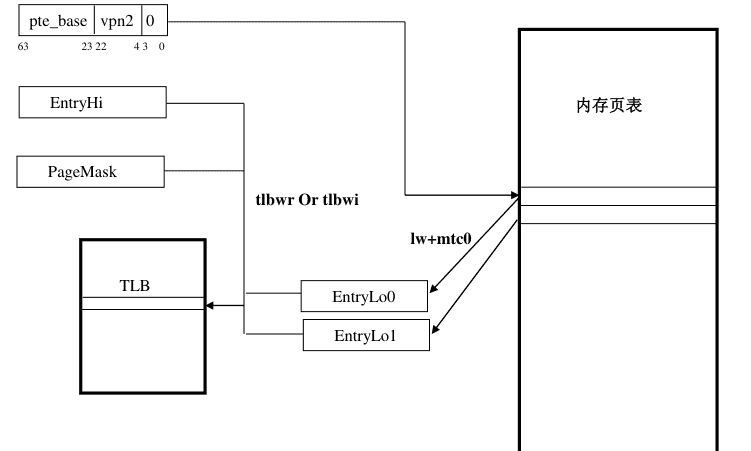 pte_base vpn2 0
63 23 22 4 3 0
EntryHi
内存页表
PageMask
tlbwr Or tlbwi
lw+mtc0
TLB
EntryLo0
EntryLo1